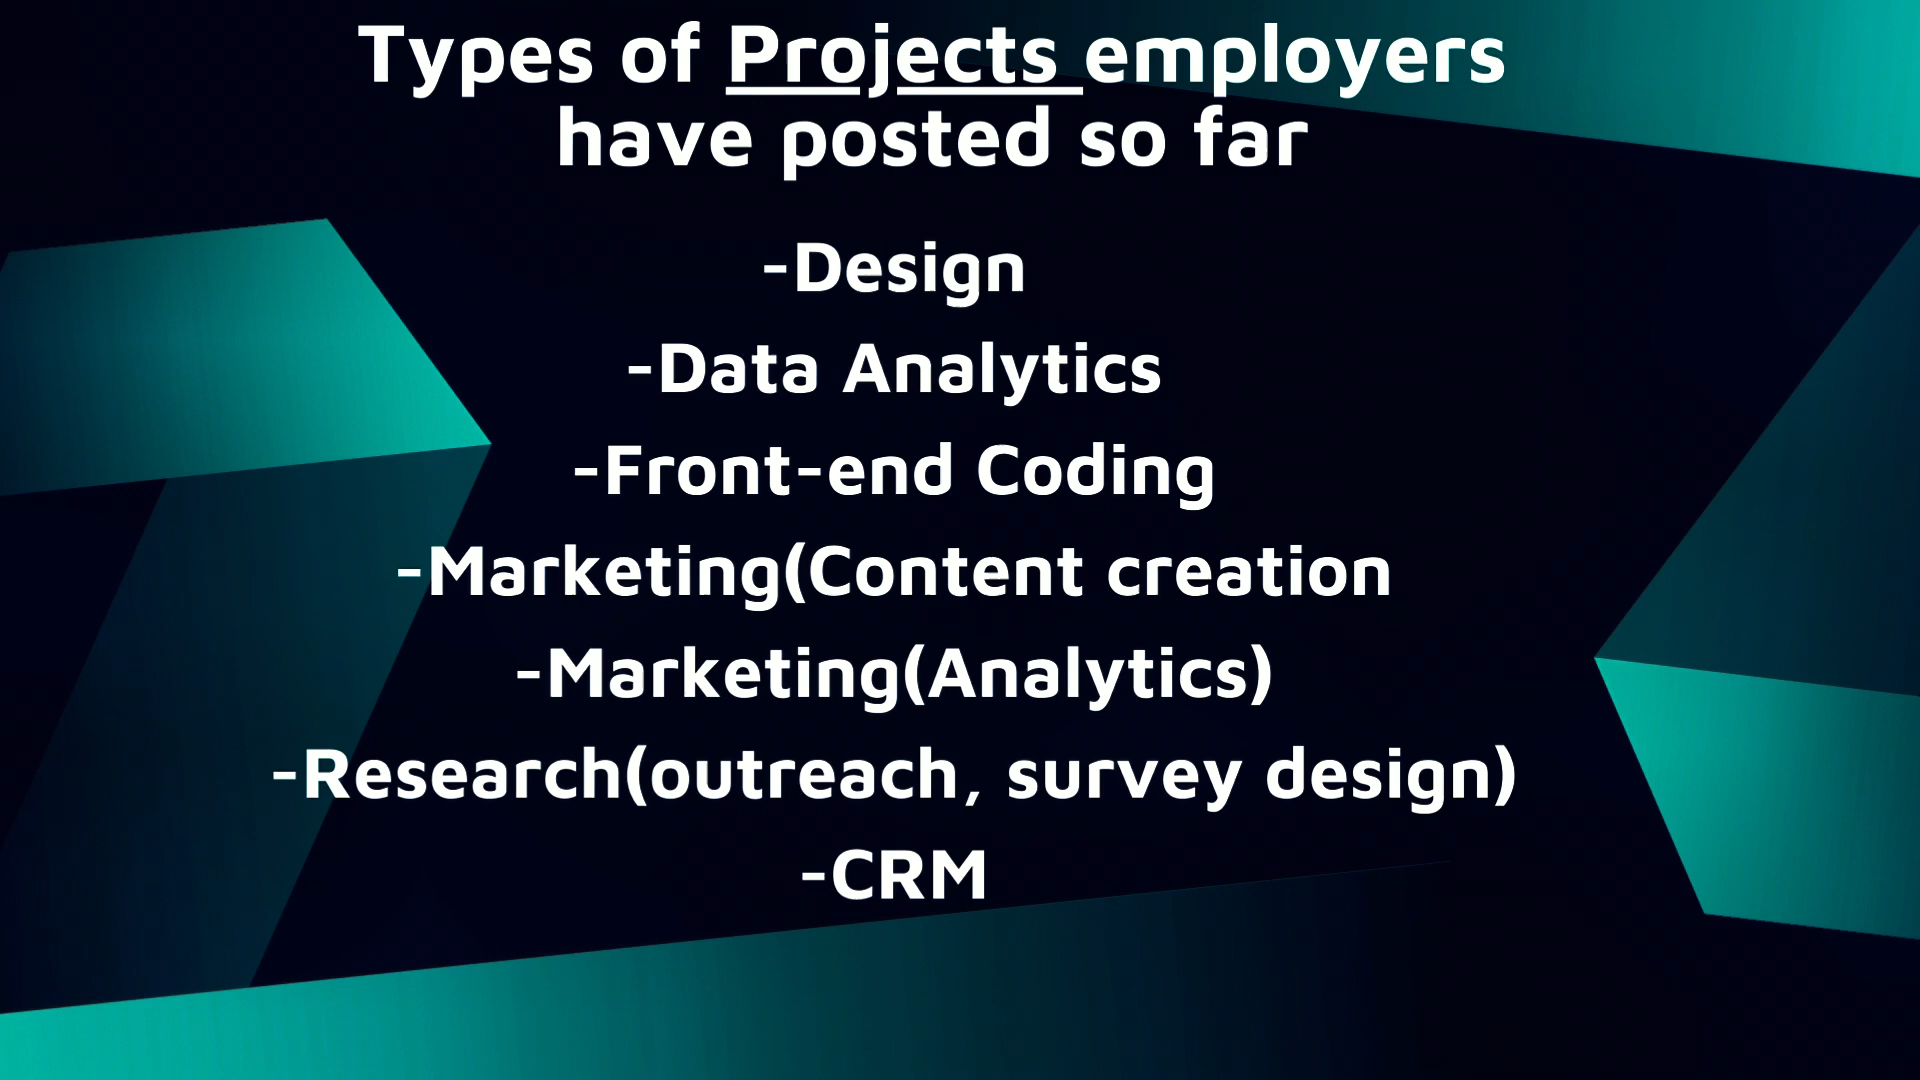 Types of Projects employers
have posted so far
-Design
-Data Analytics
-Front-end Coding
-Marketing(Content creation
-Marketing(Analytics)
-Research(outreach, survey design)
-CRM